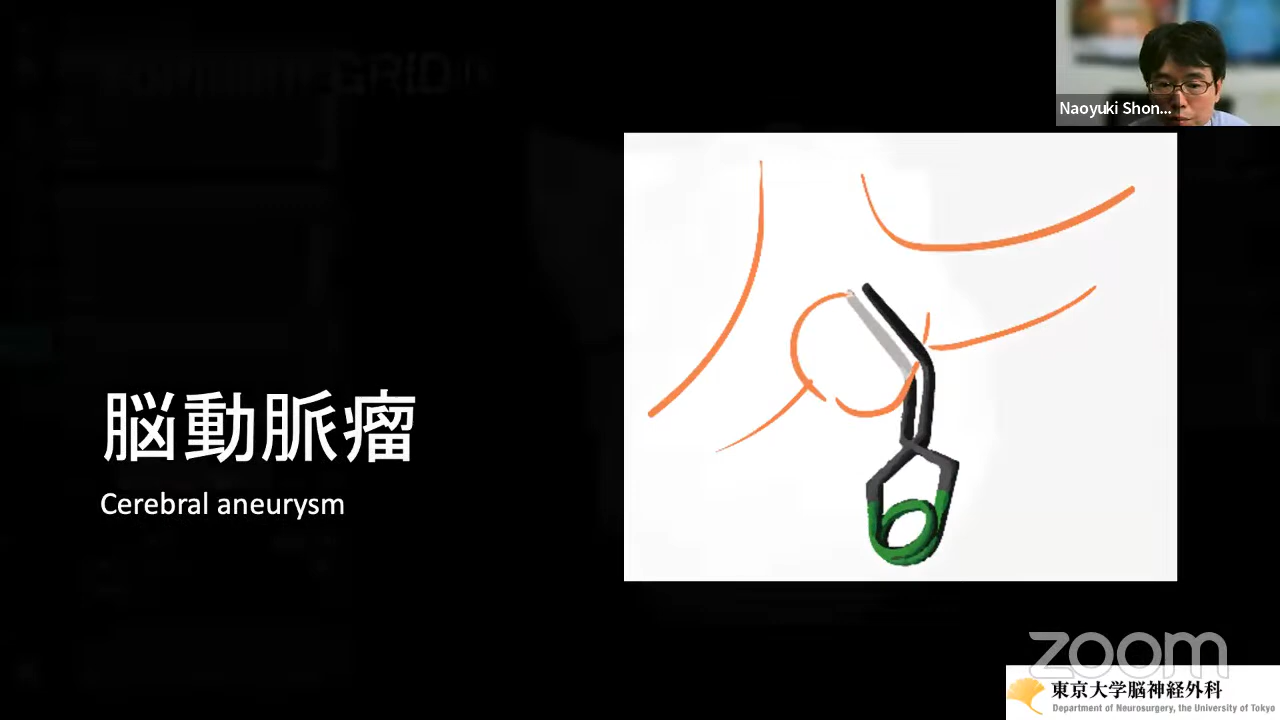 Naoyuki Shon...
脳動脈瘤
Cerebral aneurysm
zoom
東京大学脳神経外科
Department of Neurosurgery, the University of Tokyo